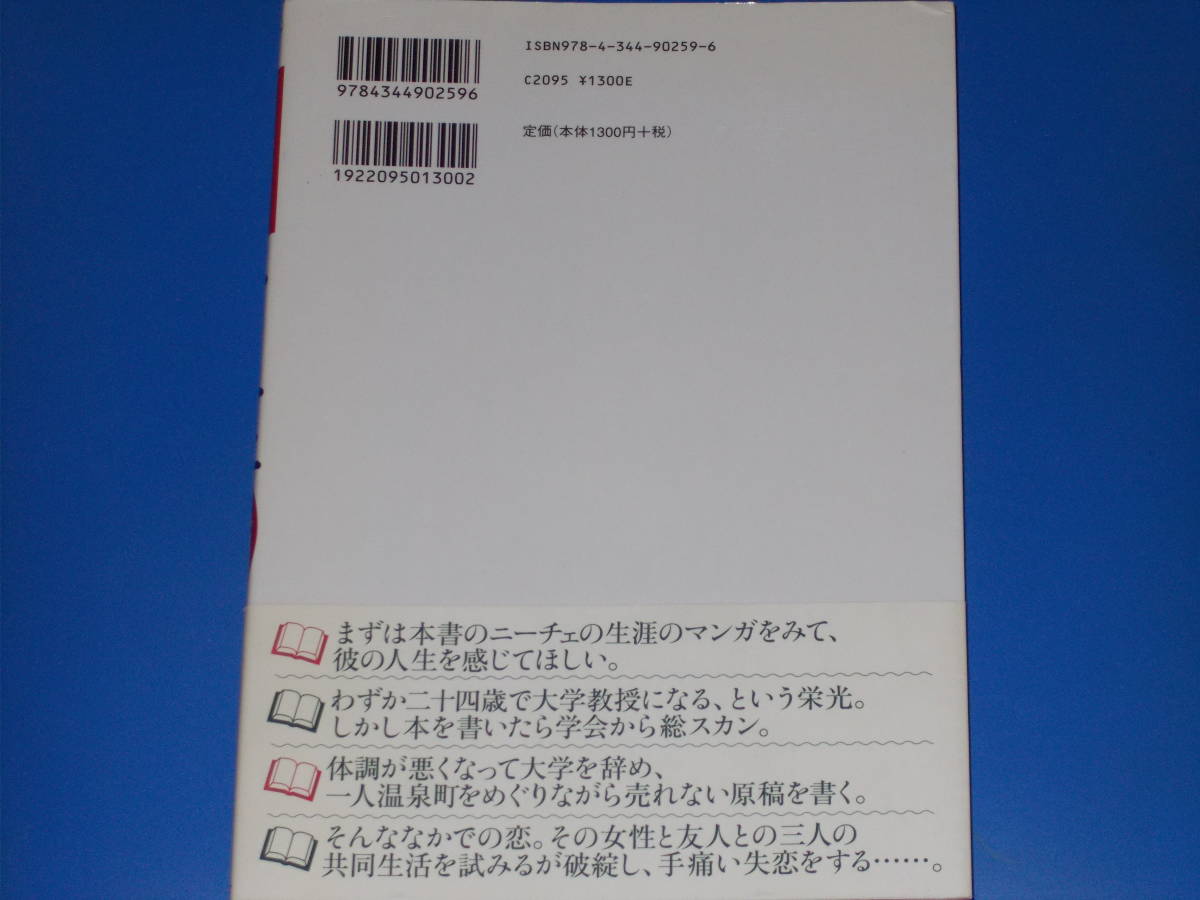 ISBN978-4-344-90259-6
9784344902596
C2095 ¥1300E
定価(本体1300円+税)
1922095013002
まずは本書のニーチェの生涯のマンガをみて、
彼の人生を感じてほしい。
わずか二十四歳で大学教授になる、という栄光。
しかし本を書いたら学会から総スカン。
体調が悪くなって大学を辞め、
一人温泉町をめぐりながら売れない原稿を書く。
そんななかでの恋。その女性と友人との三人の
共同生活を試みるが破綻し、手痛い失恋をする……。